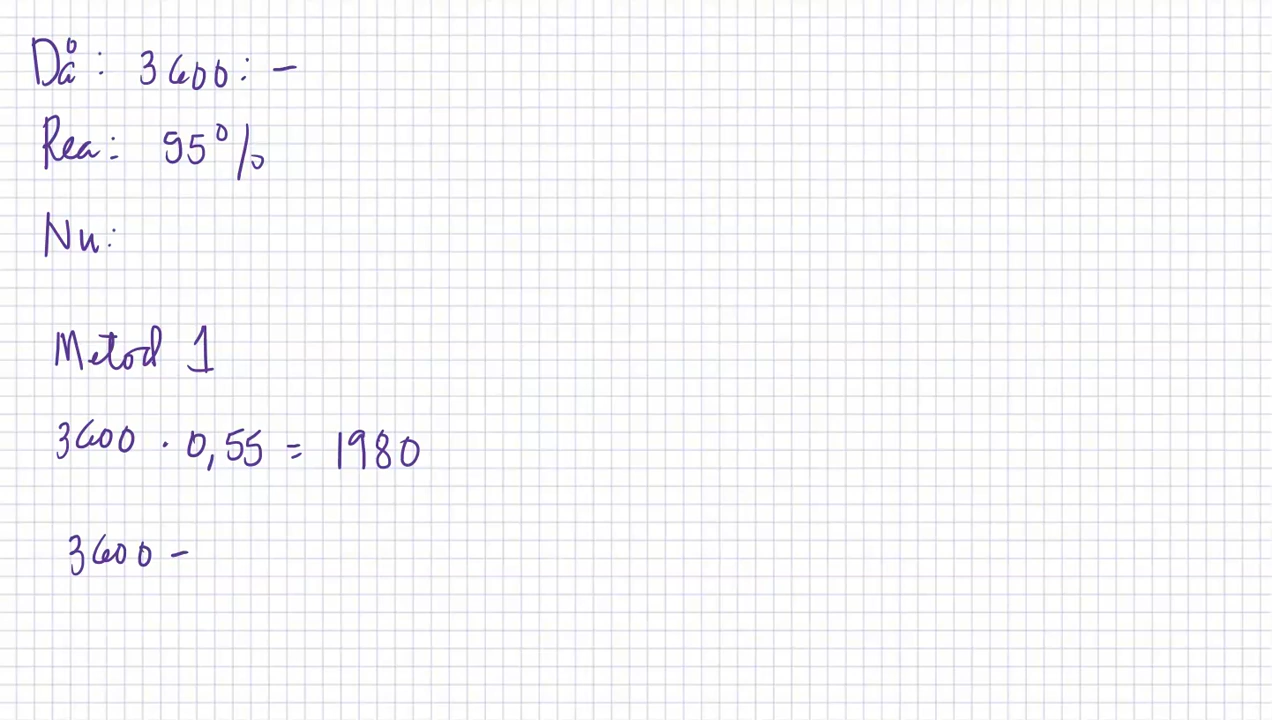 Då: 3600:-
Rea: 55%
Nu:
Metod 1
3600 · 0,55 = 1980
3600 -